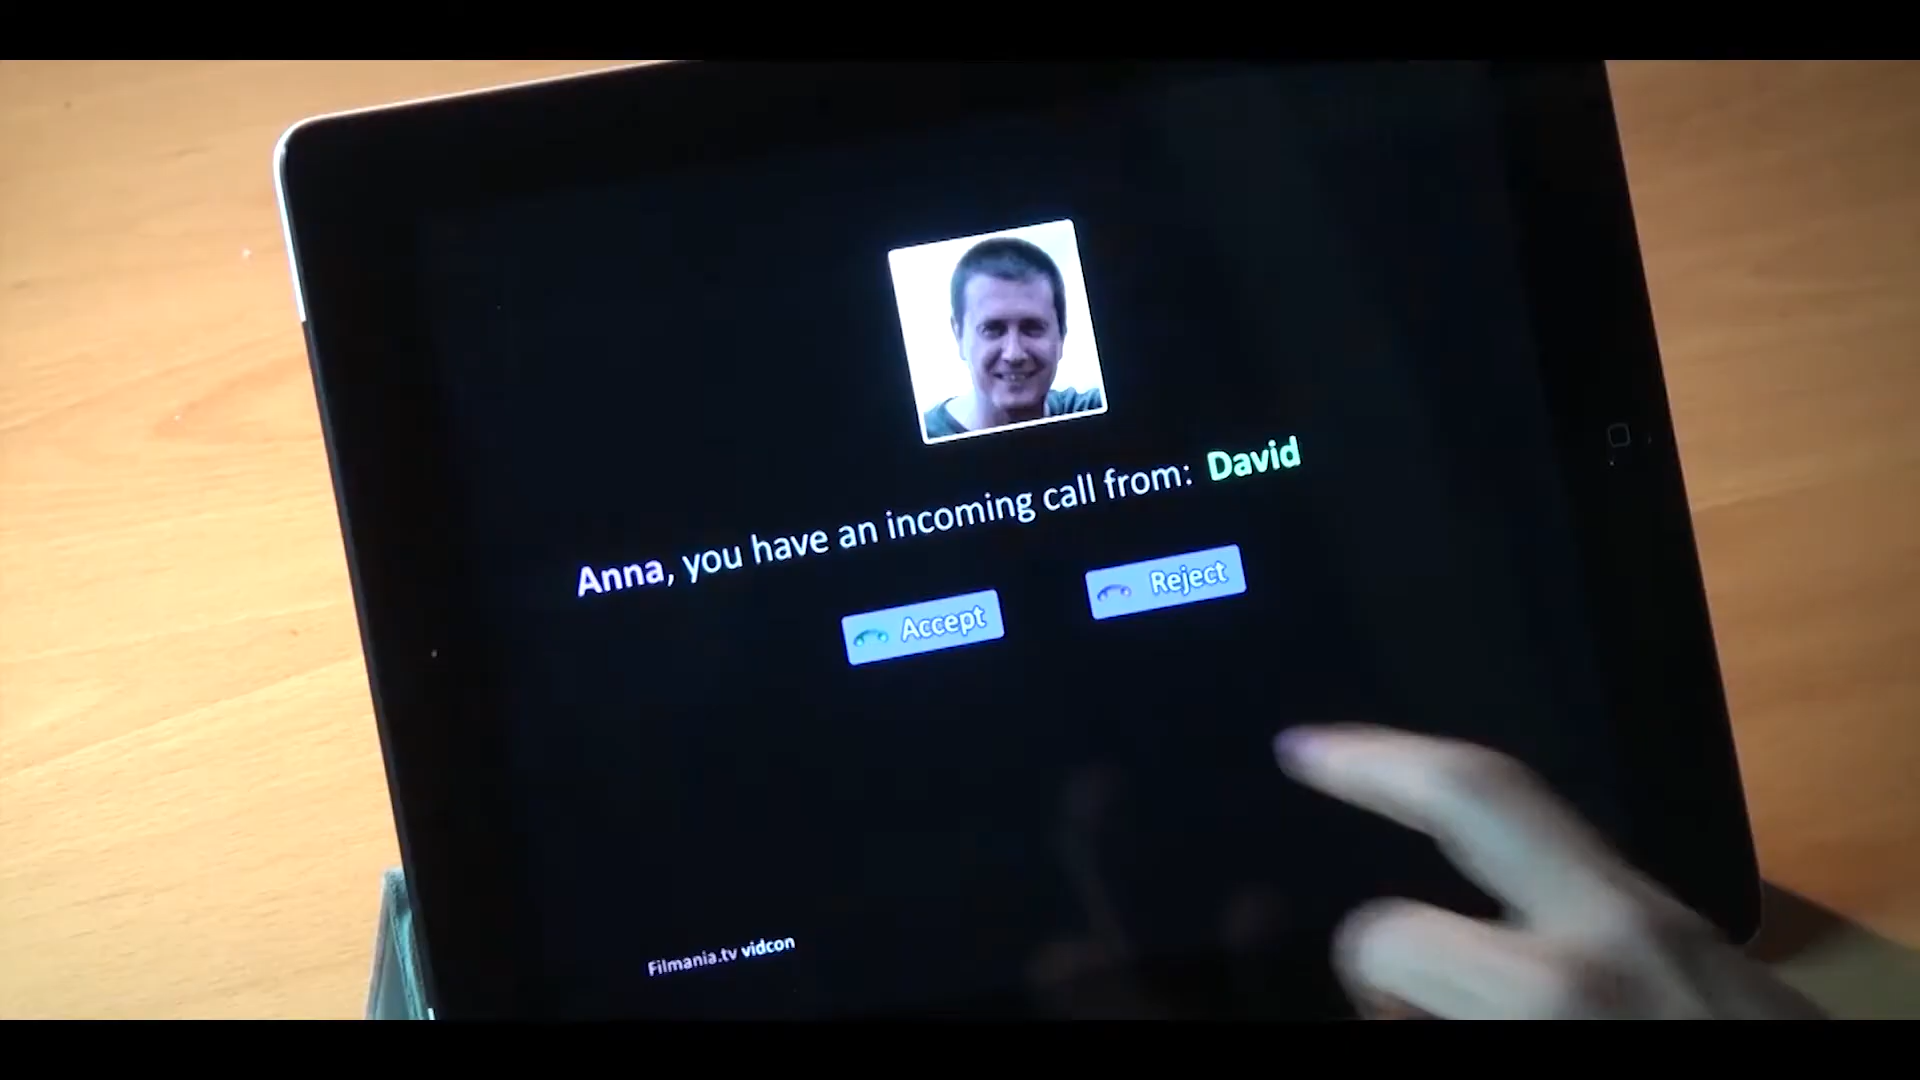 Anna, you have an incoming call from: David
Accept
Reject
Filmania.tv vidcon